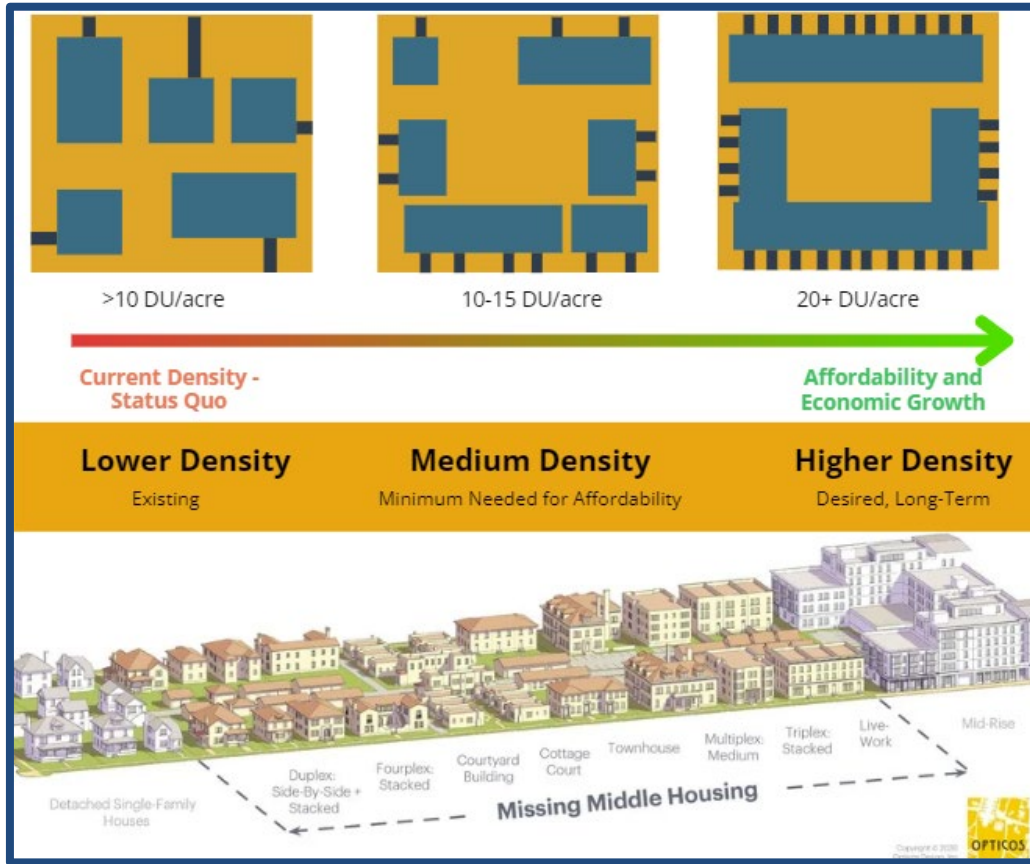 >10 DU/acre
10-15 DU/acre
20+ DU/acre
Current Density -
Status Quo
Affordability and
Economic Growth
Lower Density
Existing
Medium Density
Minimum Needed for Affordability
Higher Density
Desired, Long-Term
Detached Single-Family
Houses
Duplex:
Side-By-Side +
Stacked
Fourplex:
Stacked
Courtyard
Building
Cottage
Court
Townhouse
Multiplex:
Medium
Triplex:
Stacked
Live-
Work
Mid-Rise
Missing Middle Housing
Copyright © 2020
OPTICOS